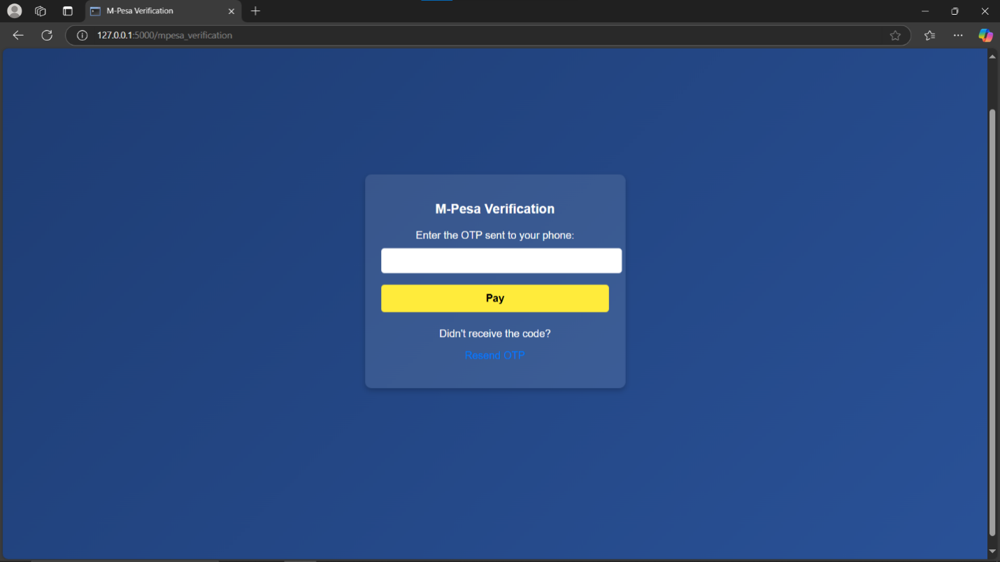 M-Pesa Verification
127.0.0.1:5000/mpesa_verification
M-Pesa Verification
Enter the OTP sent to your phone:
Pay
Didn't receive the code?
Resend OTP